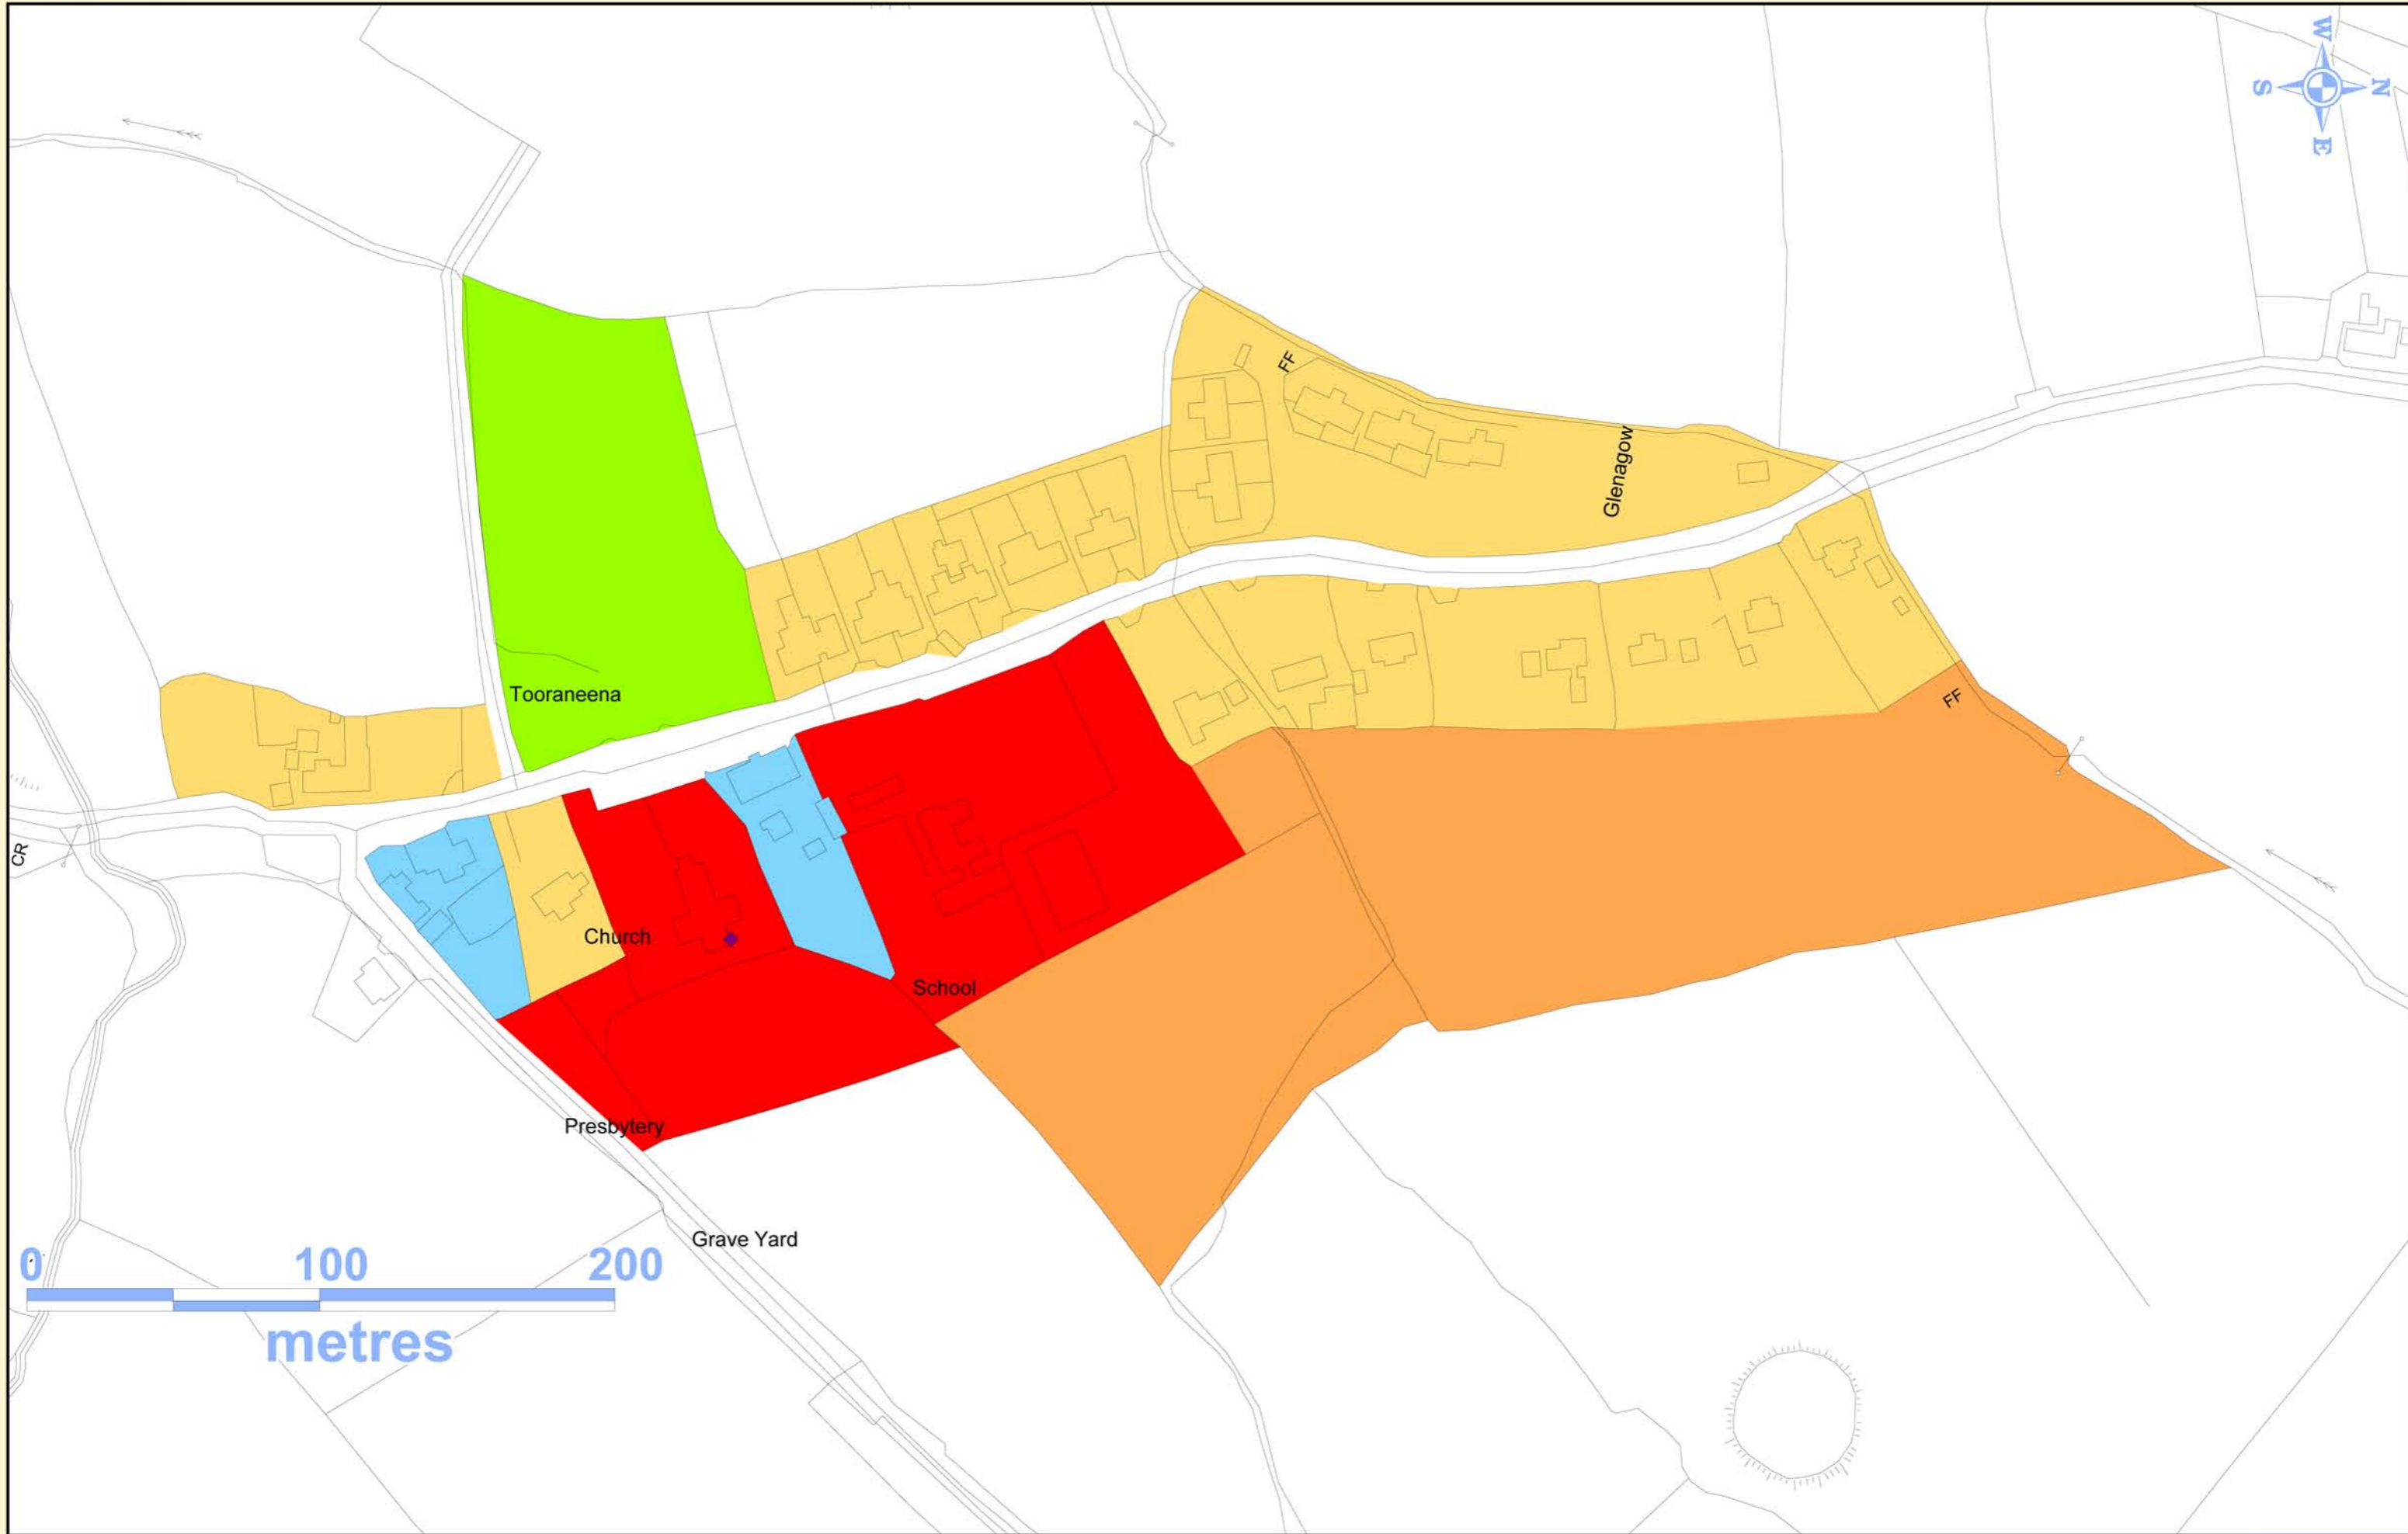 W
S
N
E
FF
Glenagow
Tooraneena
FF
CR
Church
School
Presbytery
Grave Yard
0 100 200
metres